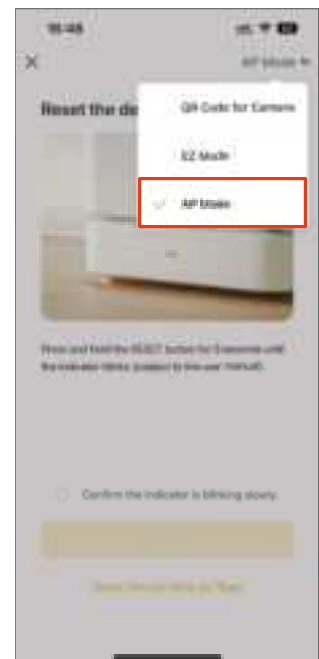 AP Mode
Reset the de
QR Code for Camera
EZ Mode
AP Mode
Press and hold the RESET button for 5 seconds until
the indicator blinks (subject to the user manual).
Confirm the indicator is blinking slowly.